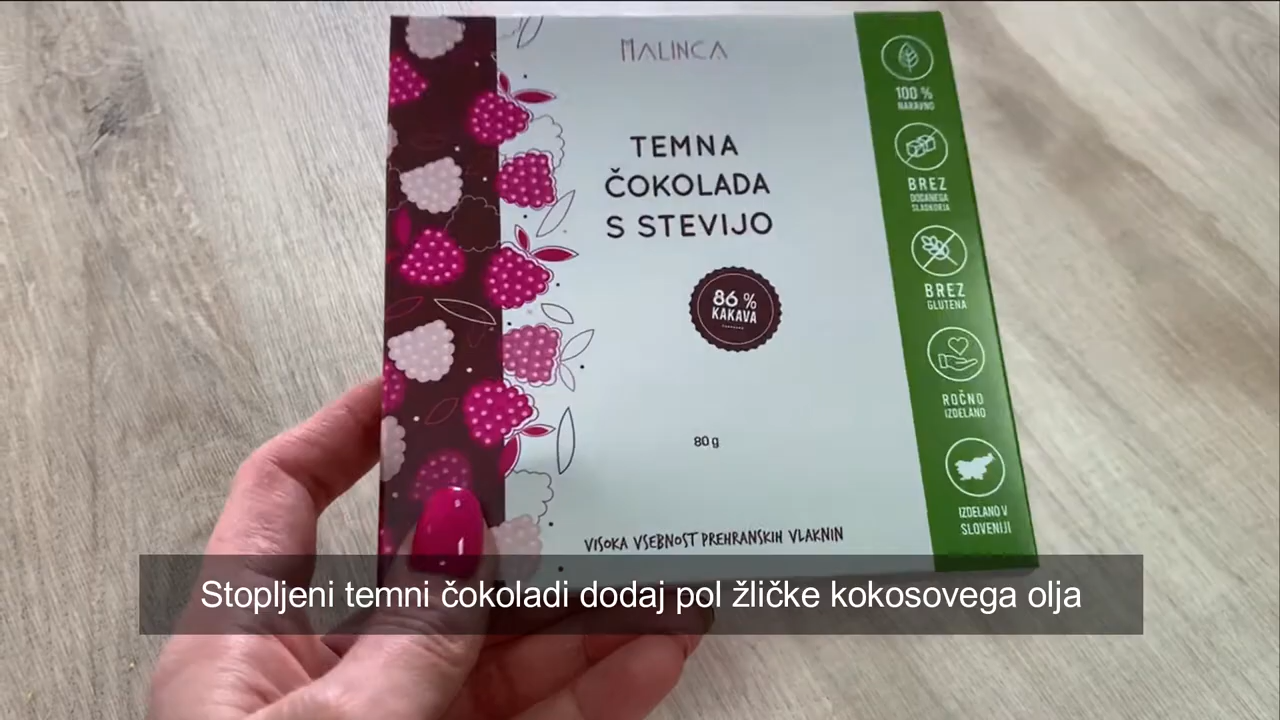 MALINCA
TEMNA
ČOKOLADA
S STEVIJO
86 %
KAKAVA
80 g
VISOKA VSEBNOST PREHRANSKIH VLAKNIN
100 %
NARAVNO
BREZ
DODANEGA
SLADKORJA
BREZ
GLUTENA
ROČNO
IZDELANO
IZDELANO V
SLOVENIJI
Stopljeni temni čokoladi dodaj pol žličke kokosovega olja